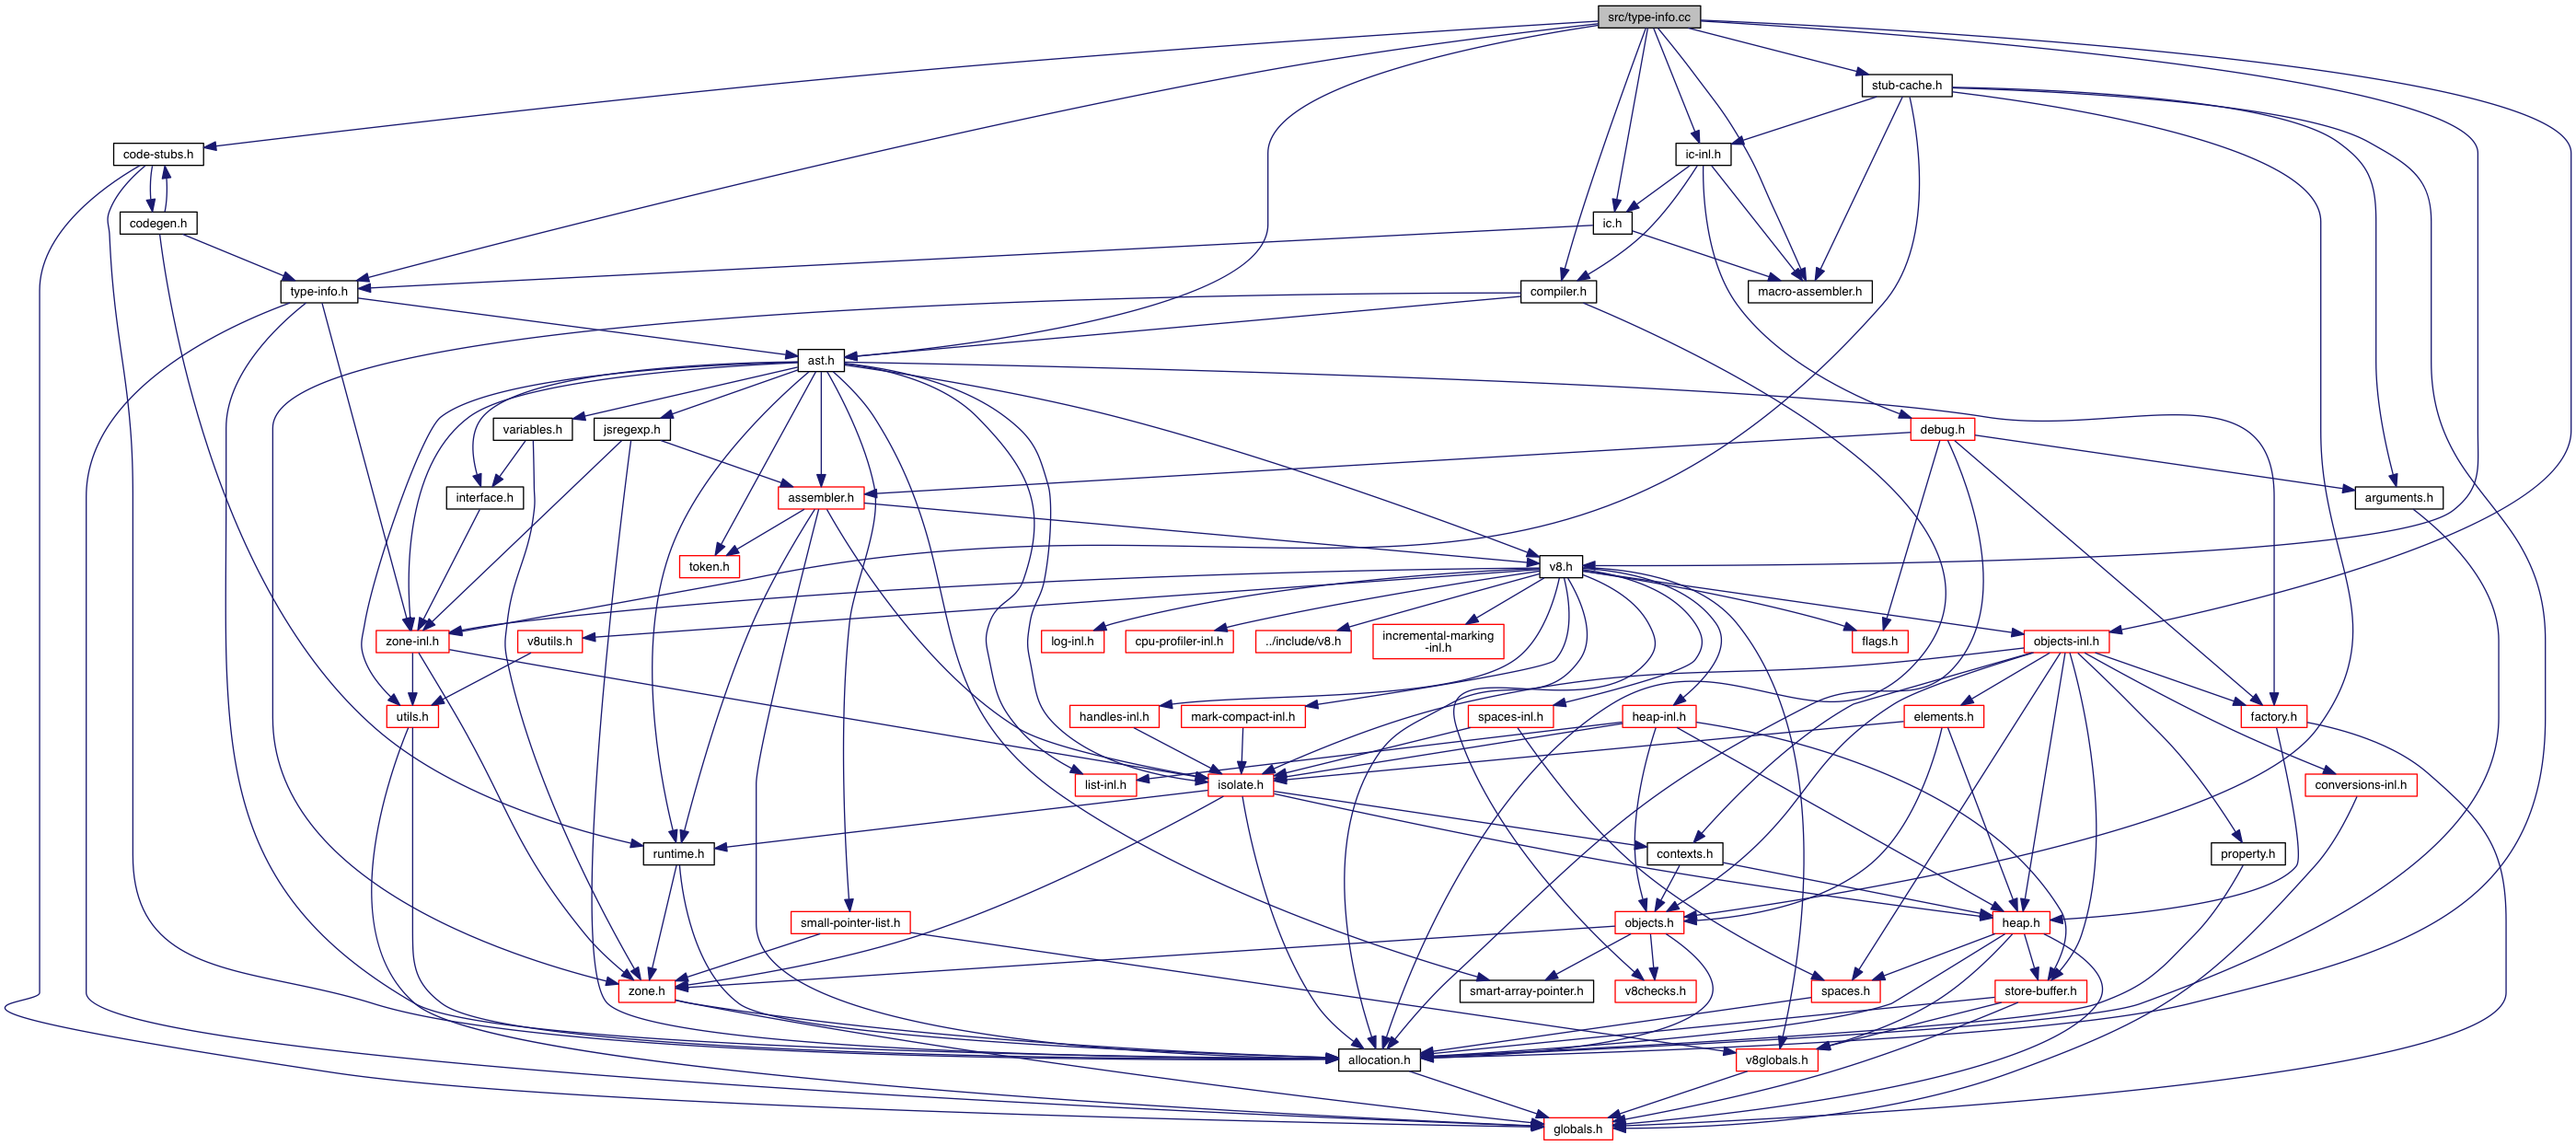 src/type-info.cc
stub-cache.h
code-stubs.h
ic-inl.h
codegen.h
ic.h
type-info.h
compiler.h
macro-assembler.h
ast.h
variables.h
jsregexp.h
debug.h
interface.h
assembler.h
arguments.h
token.h
v8.h
zone-inl.h
v8utils.h
log-inl.h
cpu-profiler-inl.h
../include/v8.h
incremental-marking
-inl.h
flags.h
objects-inl.h
utils.h
handles-inl.h
mark-compact-inl.h
spaces-inl.h
heap-inl.h
elements.h
factory.h
list-inl.h
isolate.h
conversions-inl.h
runtime.h
contexts.h
property.h
small-pointer-list.h
objects.h
heap.h
zone.h
smart-array-pointer.h
v8checks.h
spaces.h
store-buffer.h
allocation.h
v8globals.h
globals.h